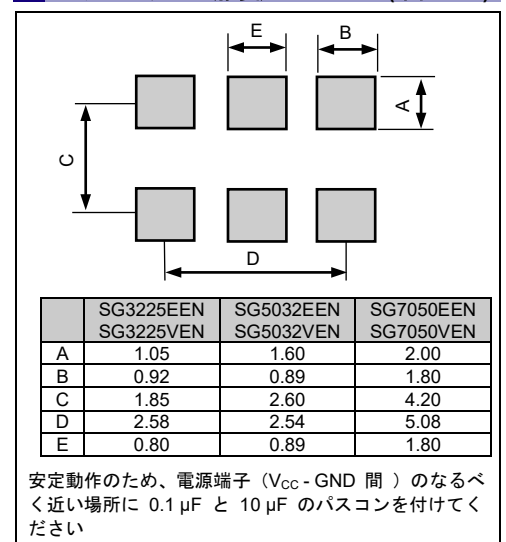 E
B
A
C
D
SG3225EEN SG5032EEN SG7050EEN
SG3225VEN SG5032VEN SG7050VEN
A 1.05 1.60 2.00
B 0.92 0.89 1.80
C 1.85 2.60 4.20
D 2.58 2.54 5.08
E 0.80 0.89 1.80
安定動作のため、電源端子（VCC - GND 間 ）のなるべ
く近い場所に 0.1 µF と 10 µF のパスコンを付けてく
ださい